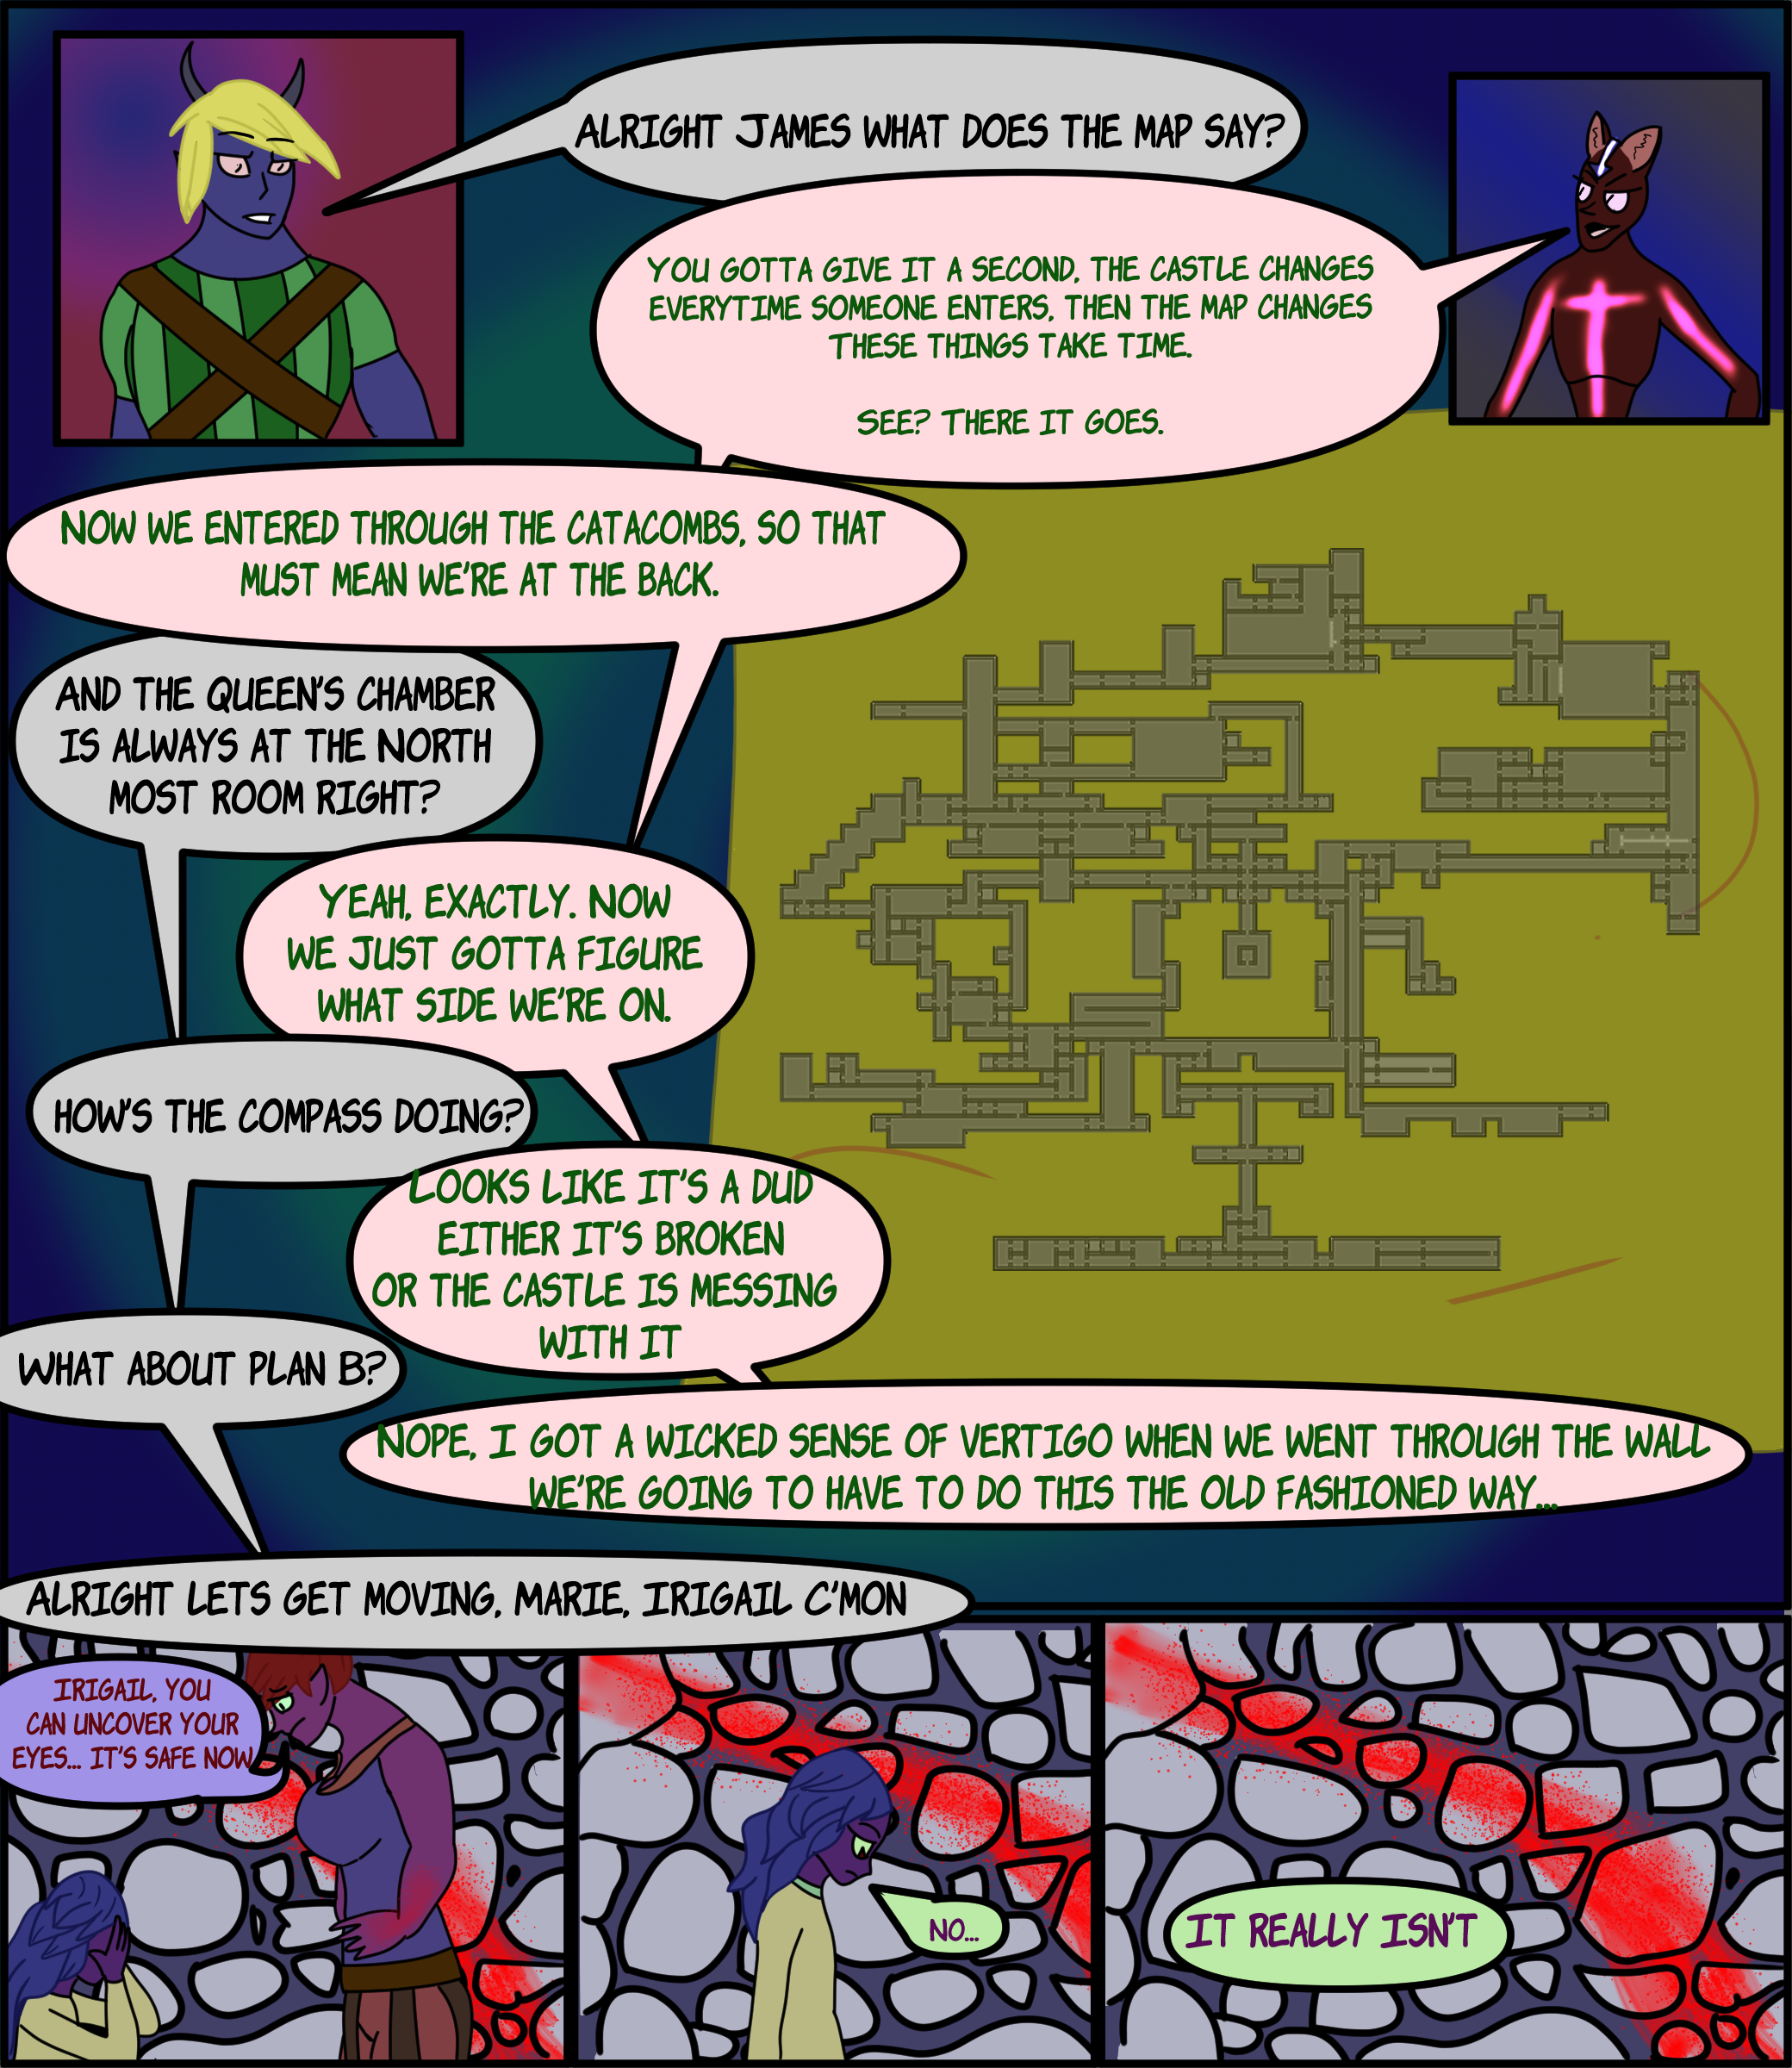 ALRIGHT JAMES WHAT DOES THE MAP SAY?
YOU GOTTA GIVE IT A SECOND, THE CASTLE CHANGES
EVERYTIME SOMEONE ENTERS, THEN THE MAP CHANGES
THESE THINGS TAKE TIME.
SEE? THERE IT GOES.
NOW WE ENTERED THROUGH THE CATACOMBS, SO THAT
MUST MEAN WE'RE AT THE BACK.
AND THE QUEEN'S CHAMBER
IS ALWAYS AT THE NORTH
MOST ROOM RIGHT?
YEAH, EXACTLY. NOW
WE JUST GOTTA FIGURE
WHAT SIDE WE'RE ON.
HOW'S THE COMPASS DOING?
LOOKS LIKE IT'S A DUD
EITHER IT'S BROKEN
OR THE CASTLE IS MESSING
WITH IT
WHAT ABOUT PLAN B?
NOPE, I GOT A WICKED SENSE OF VERTIGO WHEN WE WENT THROUGH THE WALL
WE'RE GOING TO HAVE TO DO THIS THE OLD FASHIONED WAY...
ALRIGHT LETS GET MOVING, MARIE, IRIGAIL C'MON
IRIGAIL, YOU
CAN UNCOVER YOUR
EYES... IT'S SAFE NOW
NO...
IT REALLY ISN'T